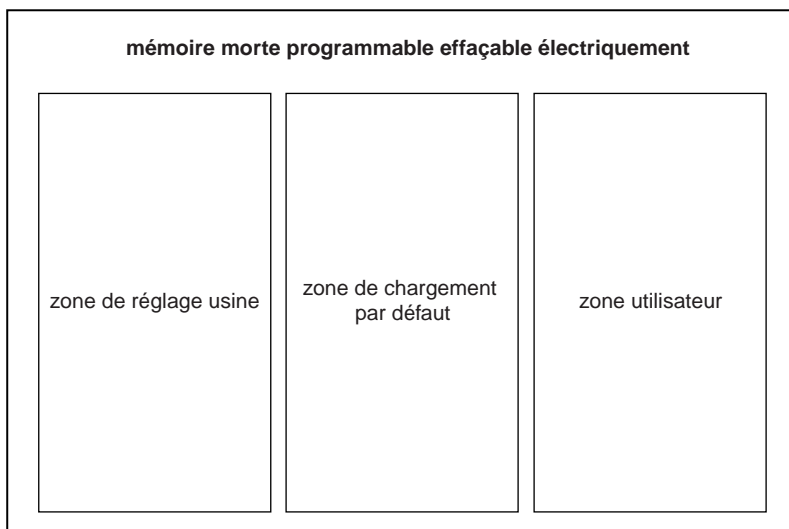 mémoire morte programmable effaçable électriquement
zone de réglage usine
zone de chargement
par défaut
zone utilisateur